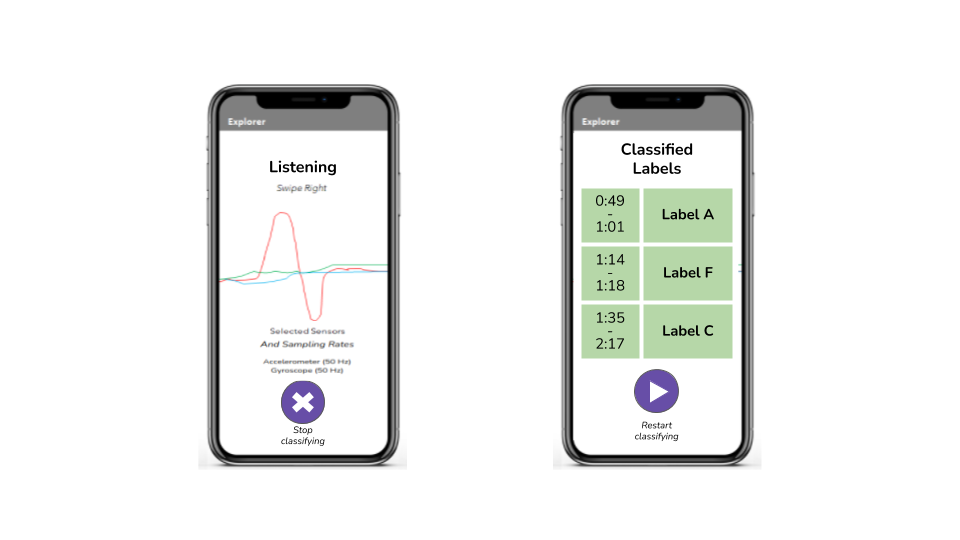 Explorer
Listening
Swipe Right
Selected Sensors
And Sampling Rates
Accelerometer (50 Hz)
Gyroscope (50 Hz)
Stop
classifying
Explorer
Classified
Labels
0:49
-
1:01
Label A
1:14
-
1:18
Label F
1:35
-
2:17
Label C
Restart
classifying